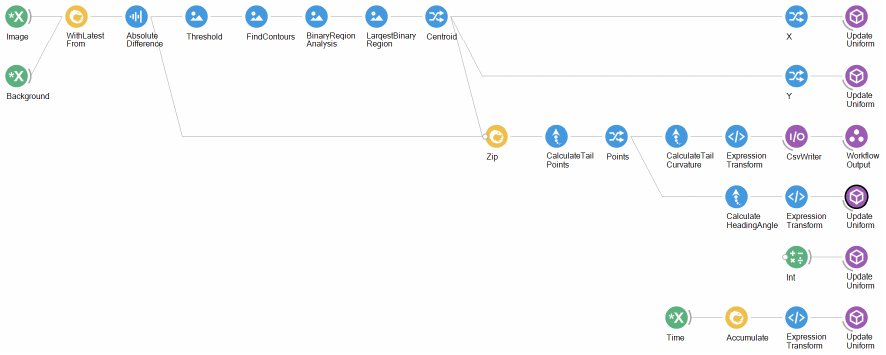 Image
WithLatest
From
Absolute
Difference
Threshold
FindContours
BinaryRegion
Analysis
LargestBinary
Region
Centroid
X
Update
Uniform
Background
Y
Update
Uniform
Zip
CalculateTail
Points
Points
CalculateTail
Curvature
Expression
Transform
CsvWriter
Workflow
Output
Calculate
HeadingAngle
Expression
Transform
Update
Uniform
Int
Update
Uniform
Time
Accumulate
Expression
Transform
Update
Uniform